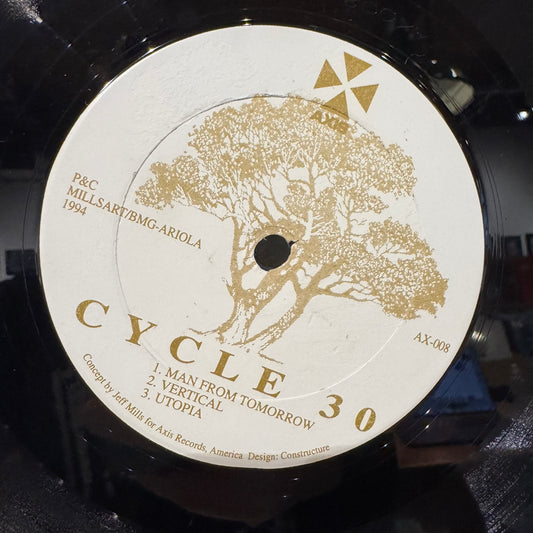 AXIS
P&C
MILLSART/BMG-ARIOLA
1994
AX-008
CYCLE 30
1. MAN FROM TOMORROW
2. VERTICAL
3. UTOPIA
Concept by Jeff Mills for Axis Records, America Design: Constructure